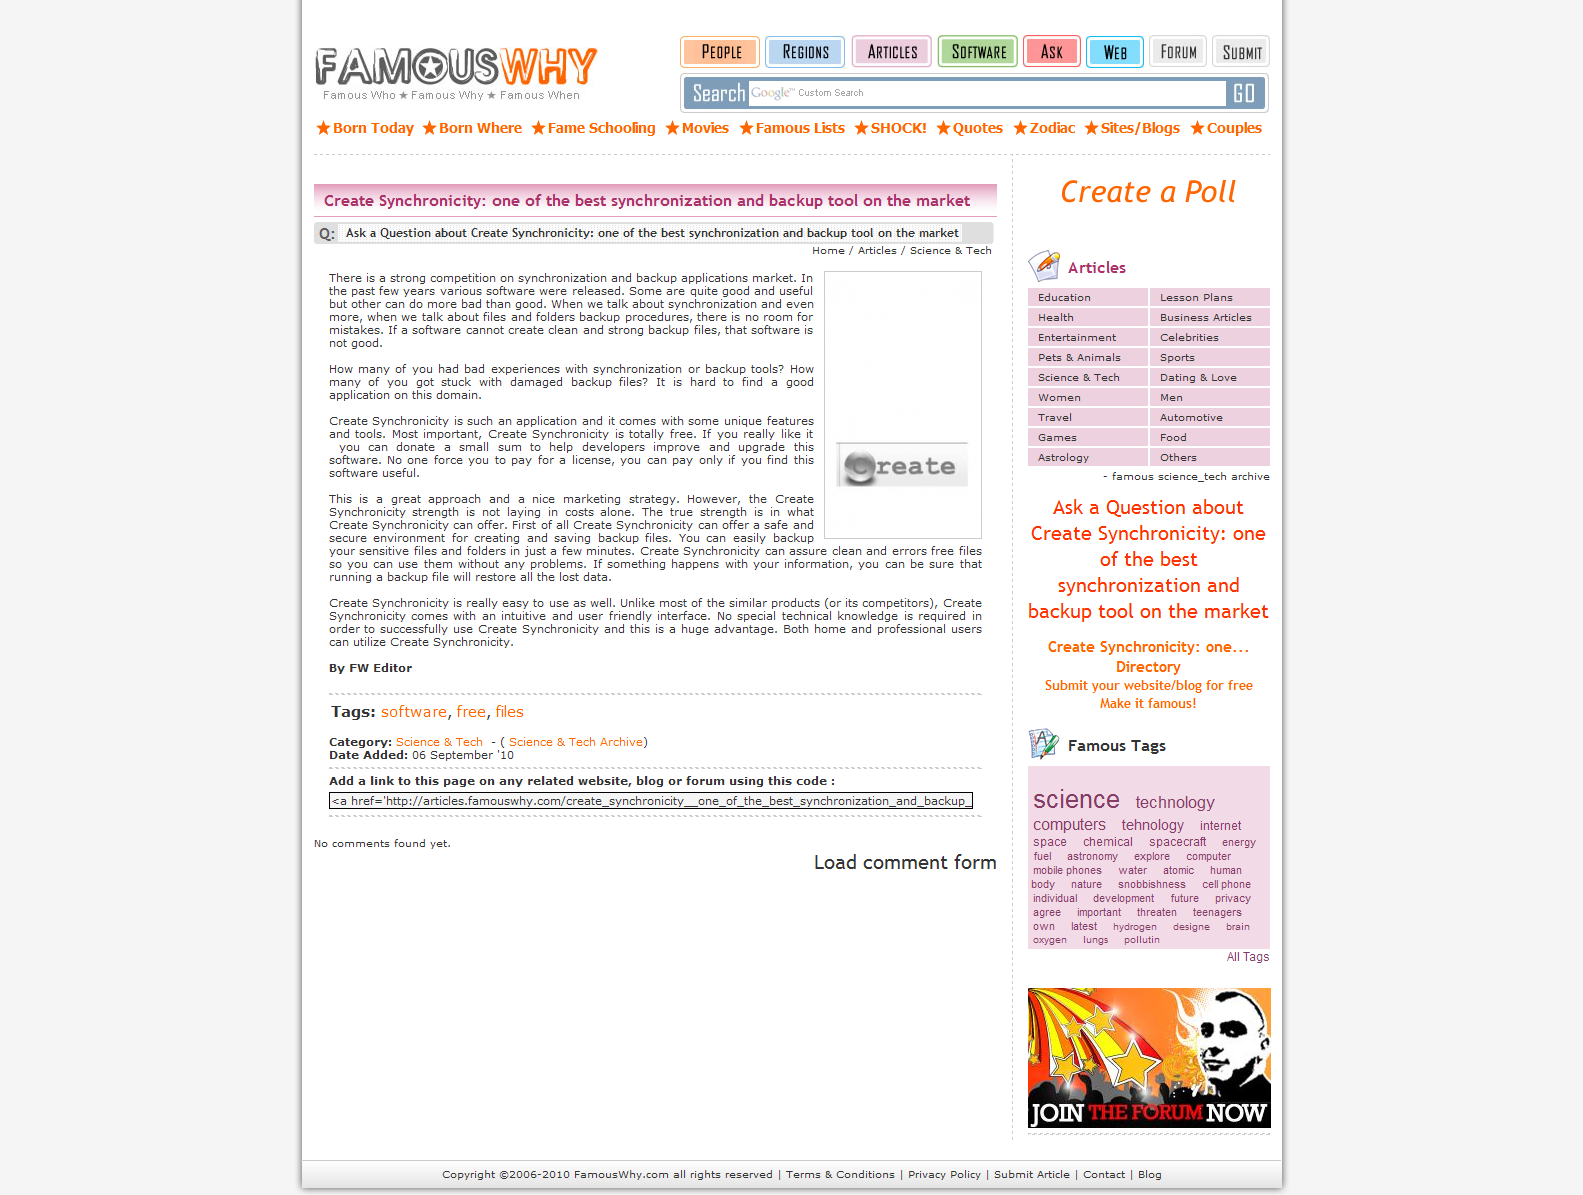 FAMOUSWHY
Famous Who ★ Famous Why ★ Famous When
PEOPLE REGIONS ARTICLES SOFTWARE ASK WEB FORUM SUBMIT
Search Google™ Custom Search GO
Born Today Born Where Fame Schooling Movies Famous Lists SHOCK! Quotes Zodiac Sites/Blogs Couples
Create Synchronicity: one of the best synchronization and backup tool on the market
Q: Ask a Question about Create Synchronicity: one of the best synchronization and backup tool on the market
Home / Articles / Science & Tech
There is a strong competition on synchronization and backup applications market. In
the past few years various software were released. Some are quite good and useful
but other can do more bad than good. When we talk about synchronization and even
more, when we talk about files and folders backup procedures, there is no room for
mistakes. If a software cannot create clean and strong backup files, that software is
not good.
How many of you had bad experiences with synchronization or backup tools? How
many of you got stuck with damaged backup files? It is hard to find a good
application on this domain.
Create Synchronicity is such an application and it comes with some unique features
and tools. Most important, Create Synchronicity is totally free. If you really like it
you can donate a small sum to help developers improve and upgrade this
software. No one force you to pay for a license, you can pay only if you find this
software useful.
Create
This is a great approach and a nice marketing strategy. However, the Create
Synchronicity strength is not laying in costs alone. The true strength is in what
Create Synchronicity can offer. First of all Create Synchronicity can offer a safe and
secure environment for creating and saving backup files. You can easily backup
your sensitive files and folders in just a few minutes. Create Synchronicity can assure clean and errors free files
so you can use them without any problems. If something happens with your information, you can be sure that
running a backup file will restore all the lost data.
Create Synchronicity is really easy to use as well. Unlike most of the similar products (or its competitors), Create
Synchronicity comes with an intuitive and user friendly interface. No special technical knowledge is required in
order to successfully use Create Synchronicity and this is a huge advantage. Both home and professional users
can utilize Create Synchronicity.
By FW Editor
Tags: software, free, files
Category: Science & Tech - ( Science & Tech Archive)
Date Added: 06 September '10
Add a link to this page on any related website, blog or forum using this code :
<a href='http://articles.famouswhy.com/create_synchronicity__one_of_the_best_synchronization_and_backup_
No comments found yet.
Load comment form
Create a Poll
Articles
Education Lesson Plans
Health Business Articles
Entertainment Celebrities
Pets & Animals Sports
Science & Tech Dating & Love
Women Men
Travel Automotive
Games Food
Astrology Others
- famous science_tech archive
Ask a Question about
Create Synchronicity: one
of the best
synchronization and
backup tool on the market
Create Synchronicity: one...
Directory
Submit your website/blog for free
Make it famous!
Famous Tags
science technology
computers tehnology internet
space chemical spacecraft energy
fuel astronomy explore computer
mobile phones water atomic human
body nature snobbishness cell phone
individual development future privacy
agree important threaten teenagers
own latest hydrogen designe brain
oxygen lungs pollutin
All Tags
JOIN THE FORUM NOW
Copyright ©2006-2010 FamousWhy.com all rights reserved | Terms & Conditions | Privacy Policy | Submit Article | Contact | Blog